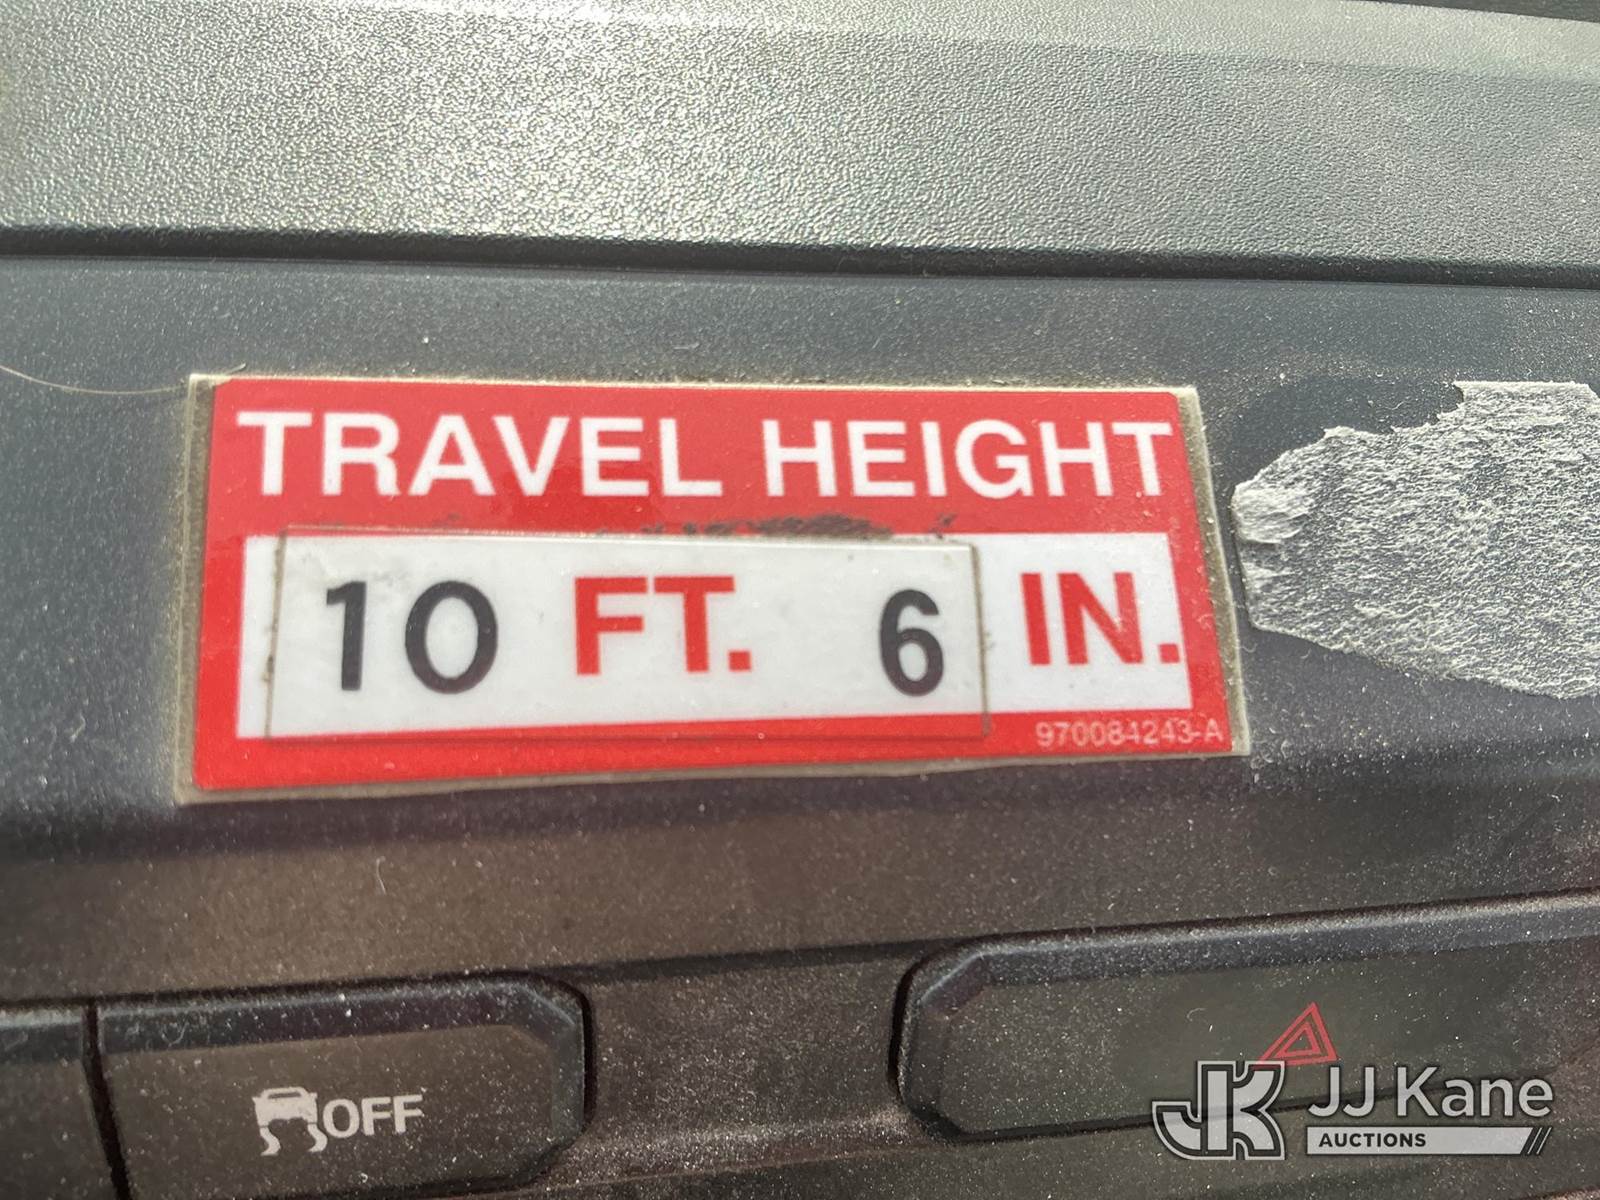 TRAVEL HEIGHT
10 FT. 6 IN.
970084243-A
OFF
JJ Kane
AUCTIONS